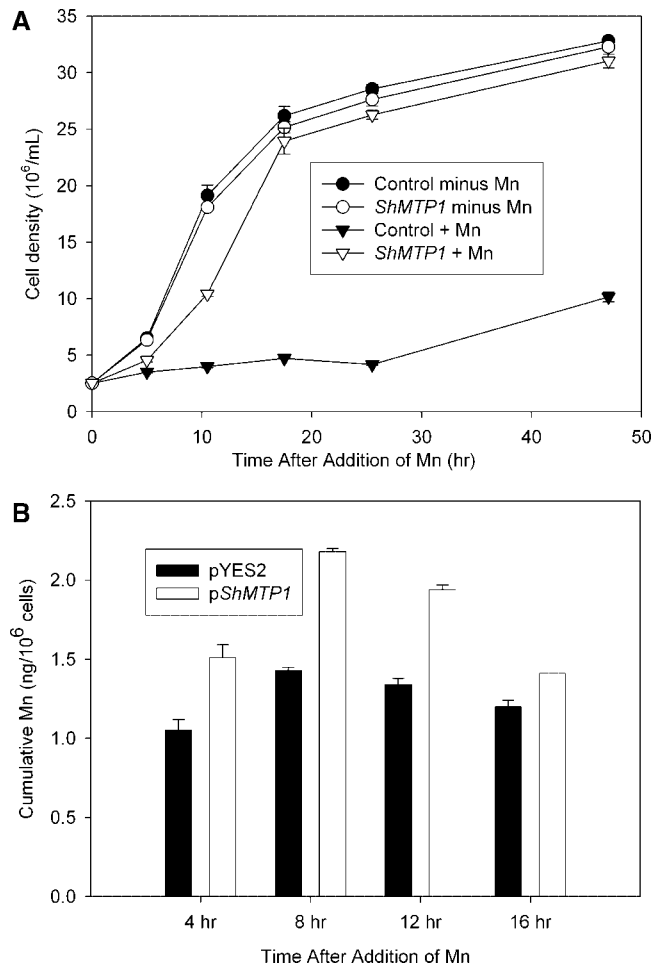 A
35
30
25
20
15
10
5
0
Cell density (10⁶/mL)
Control minus Mn
ShMTP1 minus Mn
Control + Mn
ShMTP1 + Mn
0 10 20 30 40 50
Time After Addition of Mn (hr)
B
2.5
2.0
1.5
1.0
0.5
0.0
Cumulative Mn (ng/10⁶ cells)
pYES2
pShMTP1
4 hr 8 hr 12 hr 16 hr
Time After Addition of Mn